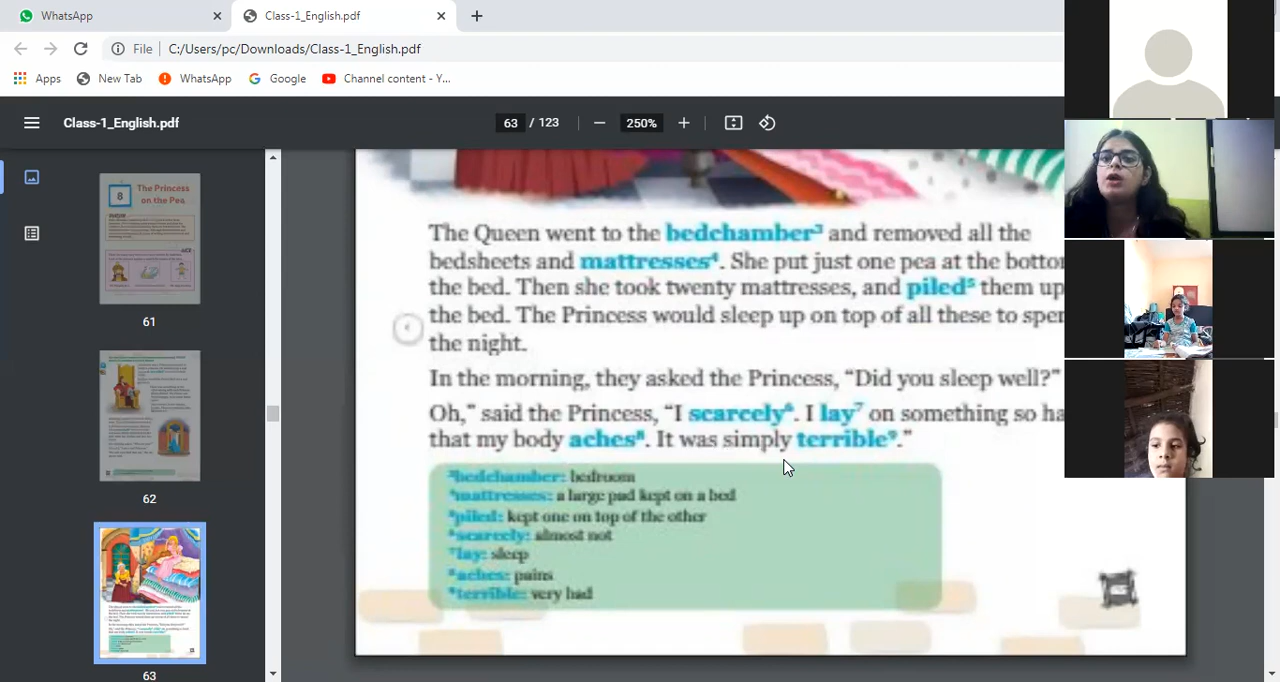 WhatsApp
Class-1_English.pdf
File
C:/Users/pc/Downloads/Class-1_English.pdf
Apps
New Tab
WhatsApp
Google
Channel content - Y...
Class-1_English.pdf
63 / 123
250%
8
The Princess
on the Pea
61
62
63
The Queen went to the bedchamber³ and removed all the
bedsheets and mattresses⁴. She put just one pea at the
the bed. Then she took twenty mattresses, and piled⁵ them up
the bed. The Princess would sleep up on top of all these to
the night.
In the morning, they asked the Princess, “Did you sleep well?”
Oh,” said the Princess, “I scarcely⁶. I lay⁷ on something so
that my body aches⁸. It was simply terrible⁹.”
³bedchamber: bedroom
⁴mattresses: a large pad kept on a bed
⁵piled: kept one on top of the other
⁶scarcely: almost not
⁷lay: sleep
⁸aches: pains
⁹terrible: very bad